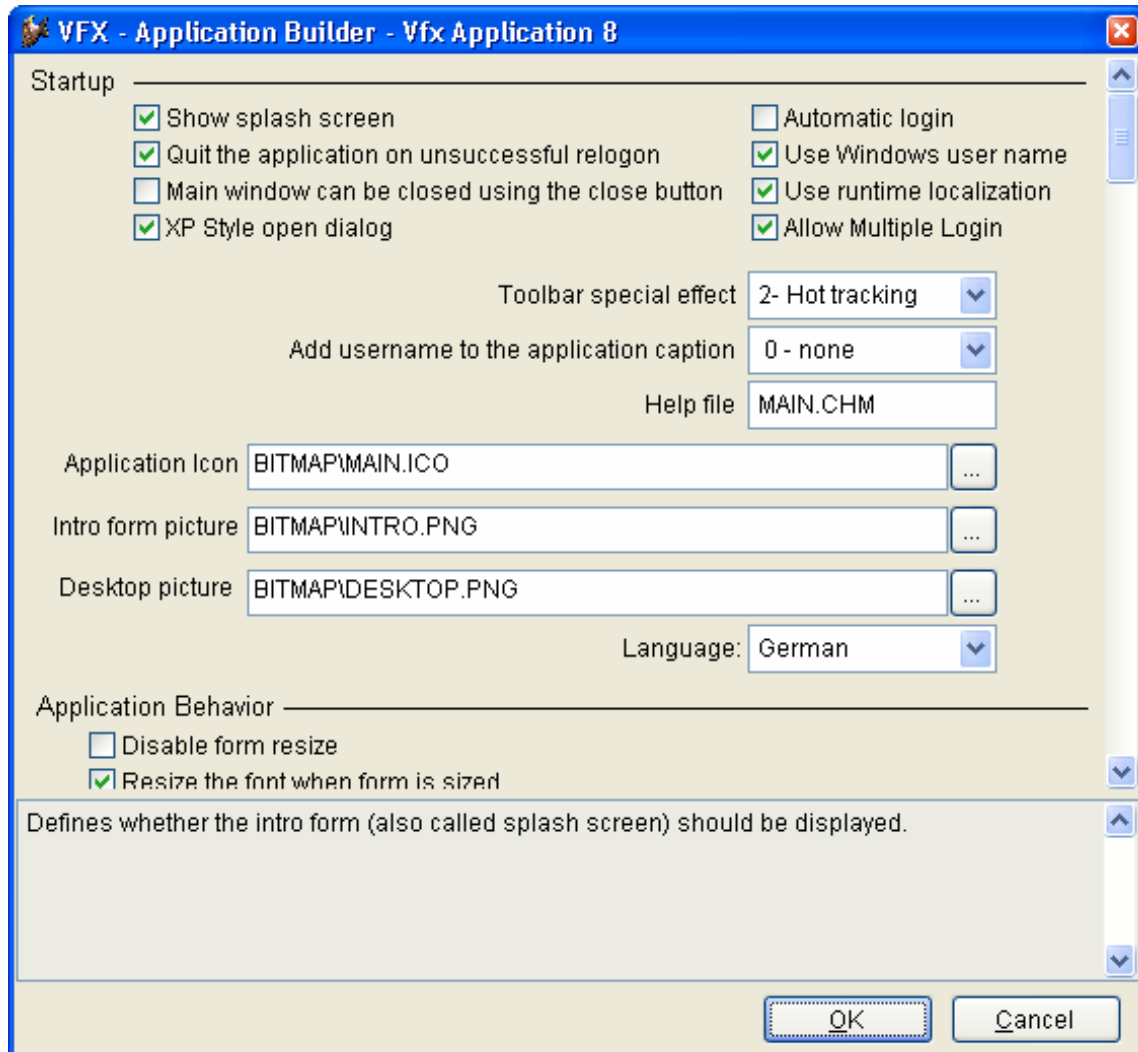 VFX - Application Builder - Vfx Application 8
Startup
Show splash screen
Automatic login
Quit the application on unsuccessful relogon
Use Windows user name
Main window can be closed using the close button
Use runtime localization
XP Style open dialog
Allow Multiple Login
Toolbar special effect 2- Hot tracking
Add username to the application caption 0 - none
Help file MAIN.CHM
Application Icon BITMAP\MAIN.ICO ...
Intro form picture BITMAP\INTRO.PNG ...
Desktop picture BITMAP\DESKTOP.PNG ...
Language: German
Application Behavior
Disable form resize
Resize the font when form is sized
Defines whether the intro form (also called splash screen) should be displayed.
OK Cancel